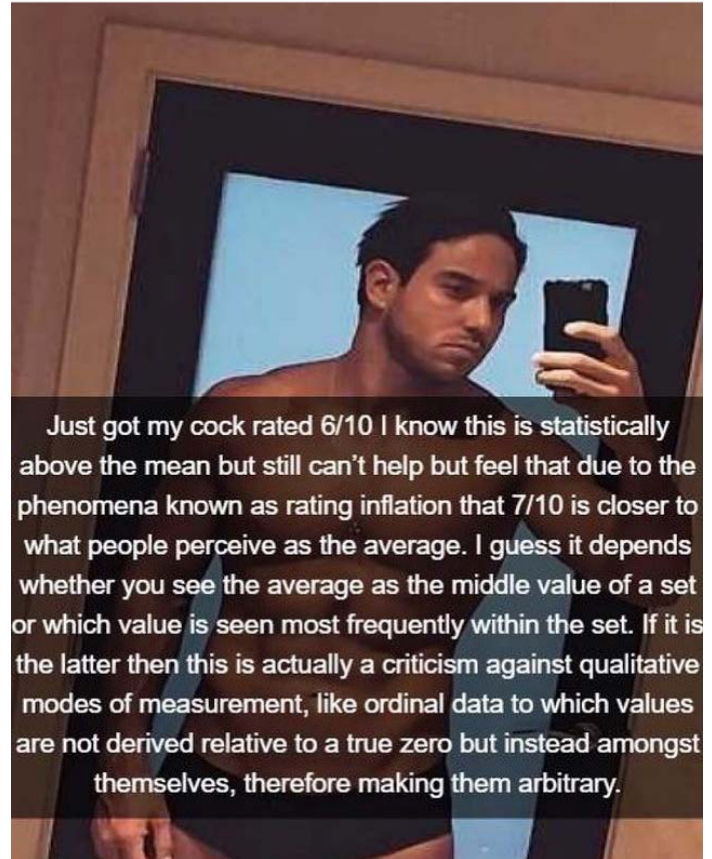 Just got my cock rated 6/10 I know this is statistically
above the mean but still can't help but feel that due to the
phenomena known as rating inflation that 7/10 is closer to
what people perceive as the average. I guess it depends
whether you see the average as the middle value of a set
or which value is seen most frequently within the set. If it is
the latter then this is actually a criticism against qualitative
modes of measurement, like ordinal data to which values
are not derived relative to a true zero but instead amongst
themselves, therefore making them arbitrary.